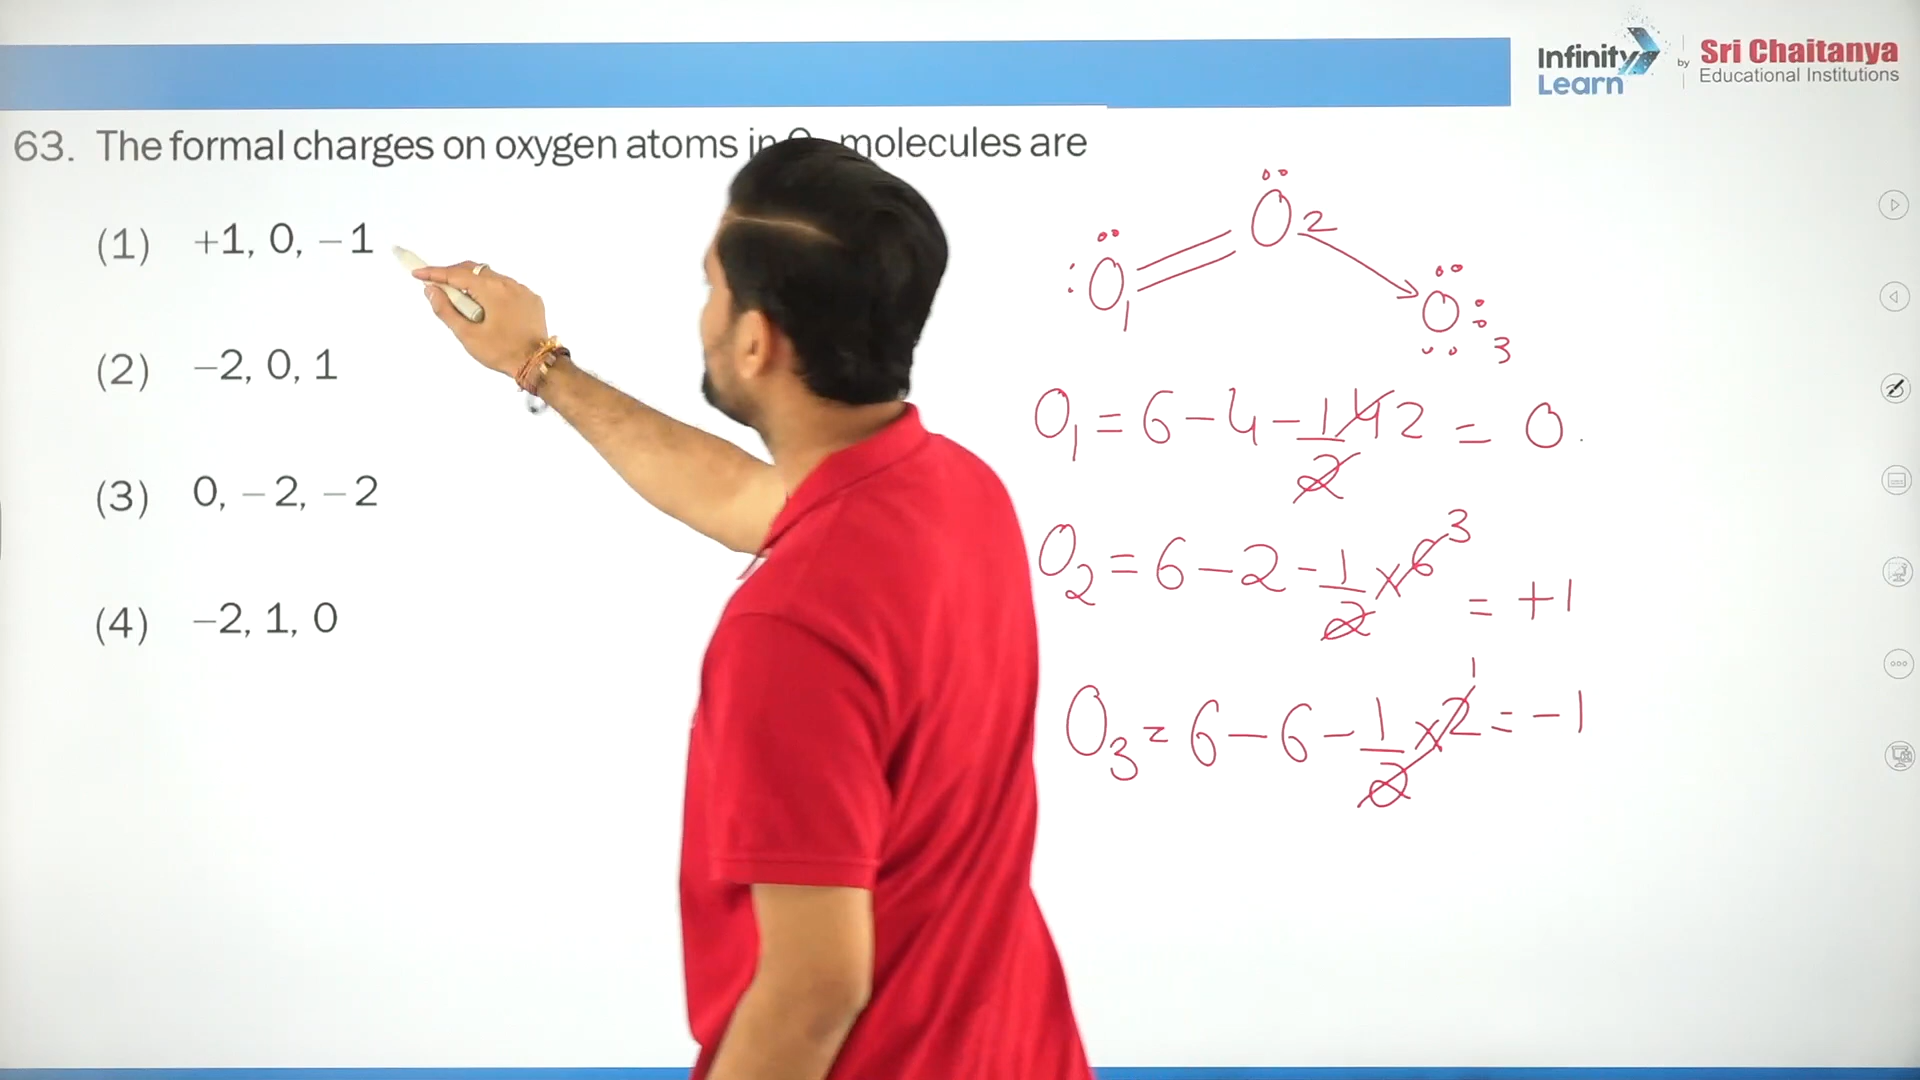 Infinity Learn by Sri Chaitanya Educational Institutions
63. The formal charges on oxygen atoms in molecules are
(1) +1, 0, −1
(2) −2, 0, 1
(3) 0, −2, −2
(4) −2, 1, 0
O1 = O2 → O3
O1 = 6 − 4 − 1/2 4 2 = 0
O2 = 6 − 2 − 1/2 × 6 3 = +1
O3 = 6 − 6 − 1/2 × 2 1 = −1